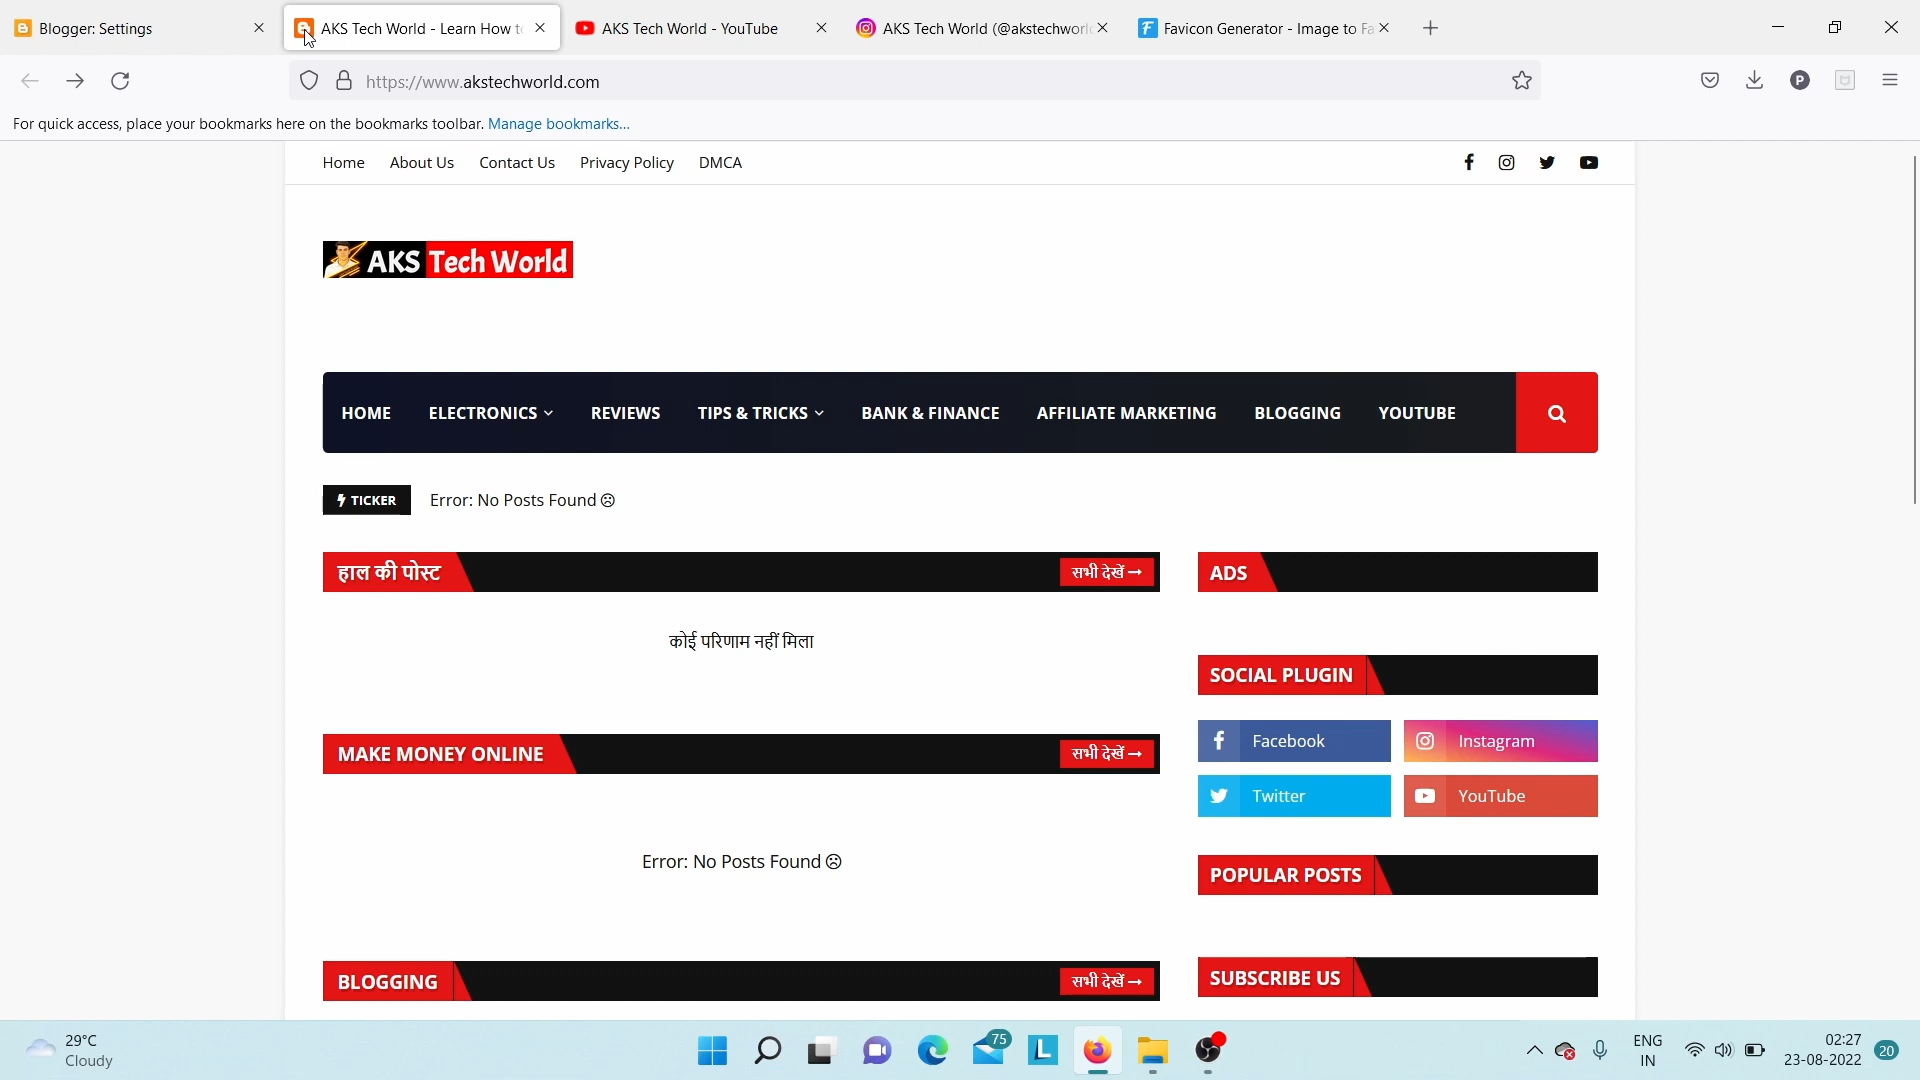 Blogger: Settings
AKS Tech World - Learn How to
AKS Tech World - YouTube
AKS Tech World (@akstechworl
Favicon Generator - Image to Fa
https://www.akstechworld.com
P
For quick access, place your bookmarks here on the bookmarks toolbar. Manage bookmarks...
Home About Us Contact Us Privacy Policy DMCA
AKS Tech World
HOME ELECTRONICS REVIEWS TIPS & TRICKS BANK & FINANCE AFFILIATE MARKETING BLOGGING YOUTUBE
TICKER Error: No Posts Found ☹
हाल की पोस्ट
सभी देखें→
ADS
कोई परिणाम नहीं मिला
SOCIAL PLUGIN
Facebook
Instagram
Twitter
YouTube
MAKE MONEY ONLINE
सभी देखें→
Error: No Posts Found ☹
POPULAR POSTS
BLOGGING
सभी देखें→
SUBSCRIBE US
29°C
Cloudy
75
L
ENG
IN
02:27
23-08-2022
20